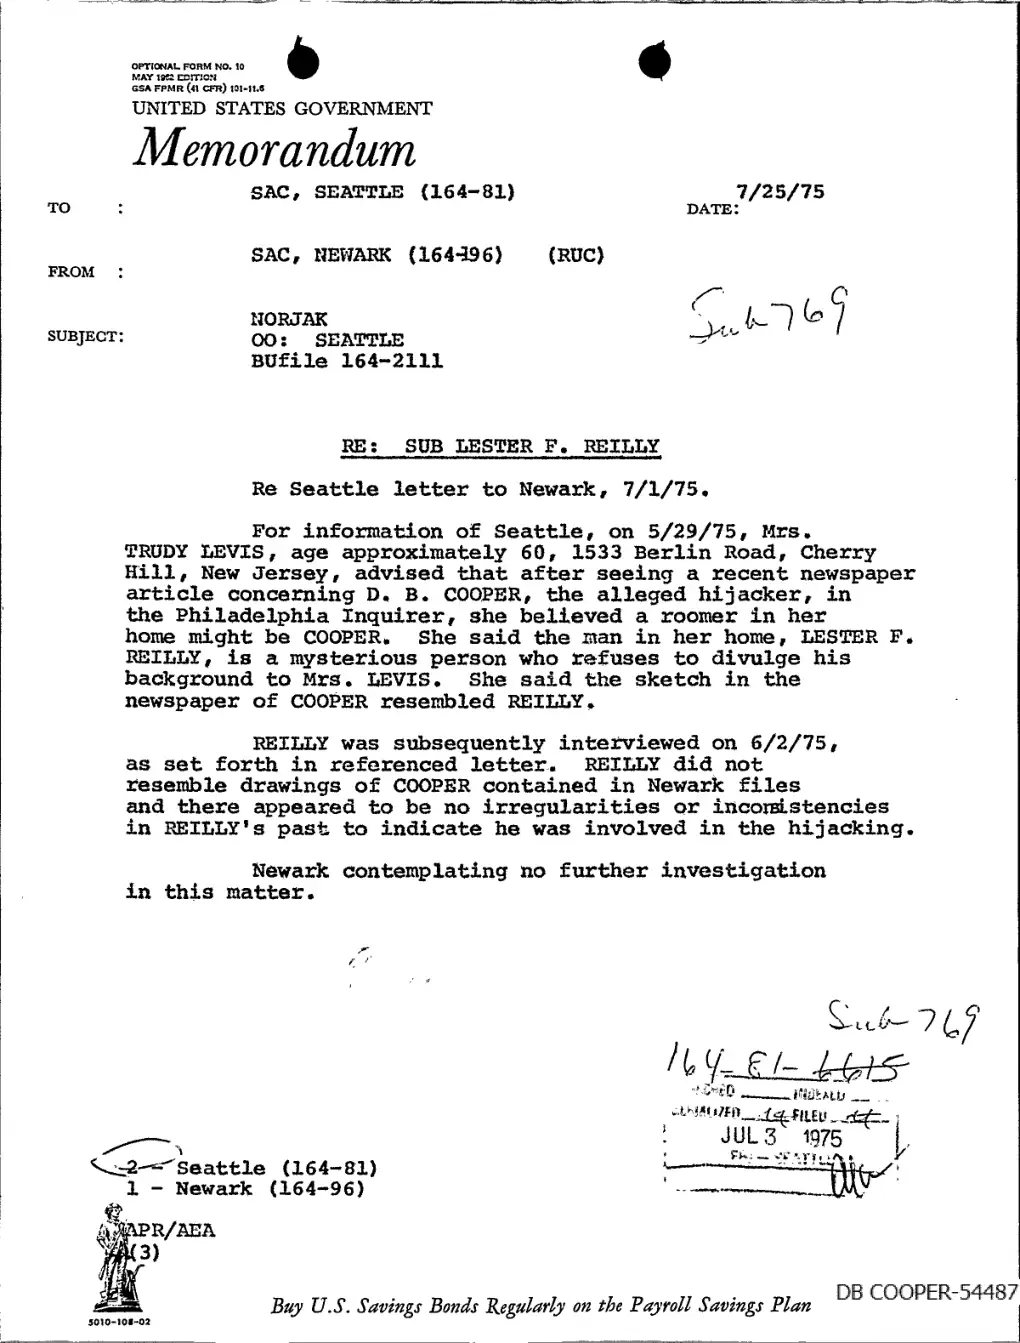 OPTIONAL FORM NO. 10
MAY 1962 EDITION
GSA FPMR (41 CFR) 101-11.6
UNITED STATES GOVERNMENT
Memorandum
TO : SAC, SEATTLE (164-81) DATE: 7/25/75
FROM : SAC, NEWARK (164-96) (RUC)
Sub 769
SUBJECT: NORJAK
OO: SEATTLE
BUfile 164-2111
RE: SUB LESTER F. REILLY
Re Seattle letter to Newark, 7/1/75.
For information of Seattle, on 5/29/75, Mrs.
TRUDY LEVIS, age approximately 60, 1533 Berlin Road, Cherry
Hill, New Jersey, advised that after seeing a recent newspaper
article concerning D. B. COOPER, the alleged hijacker, in
the Philadelphia Inquirer, she believed a roomer in her
home might be COOPER. She said the man in her home, LESTER F.
REILLY, is a mysterious person who refuses to divulge his
background to Mrs. LEVIS. She said the sketch in the
newspaper of COOPER resembled REILLY.
REILLY was subsequently interviewed on 6/2/75,
as set forth in referenced letter. REILLY did not
resemble drawings of COOPER contained in Newark files
and there appeared to be no irregularities or inconsistencies
in REILLY's past to indicate he was involved in the hijacking.
Newark contemplating no further investigation
in this matter.
Sub 769
164-81-6615
FILED
JUL 3 1975
2 - Seattle (164-81)
1 - Newark (164-96)
APR/AEA
(3)
Buy U.S. Savings Bonds Regularly on the Payroll Savings Plan
DB COOPER-54487
5010-108-02